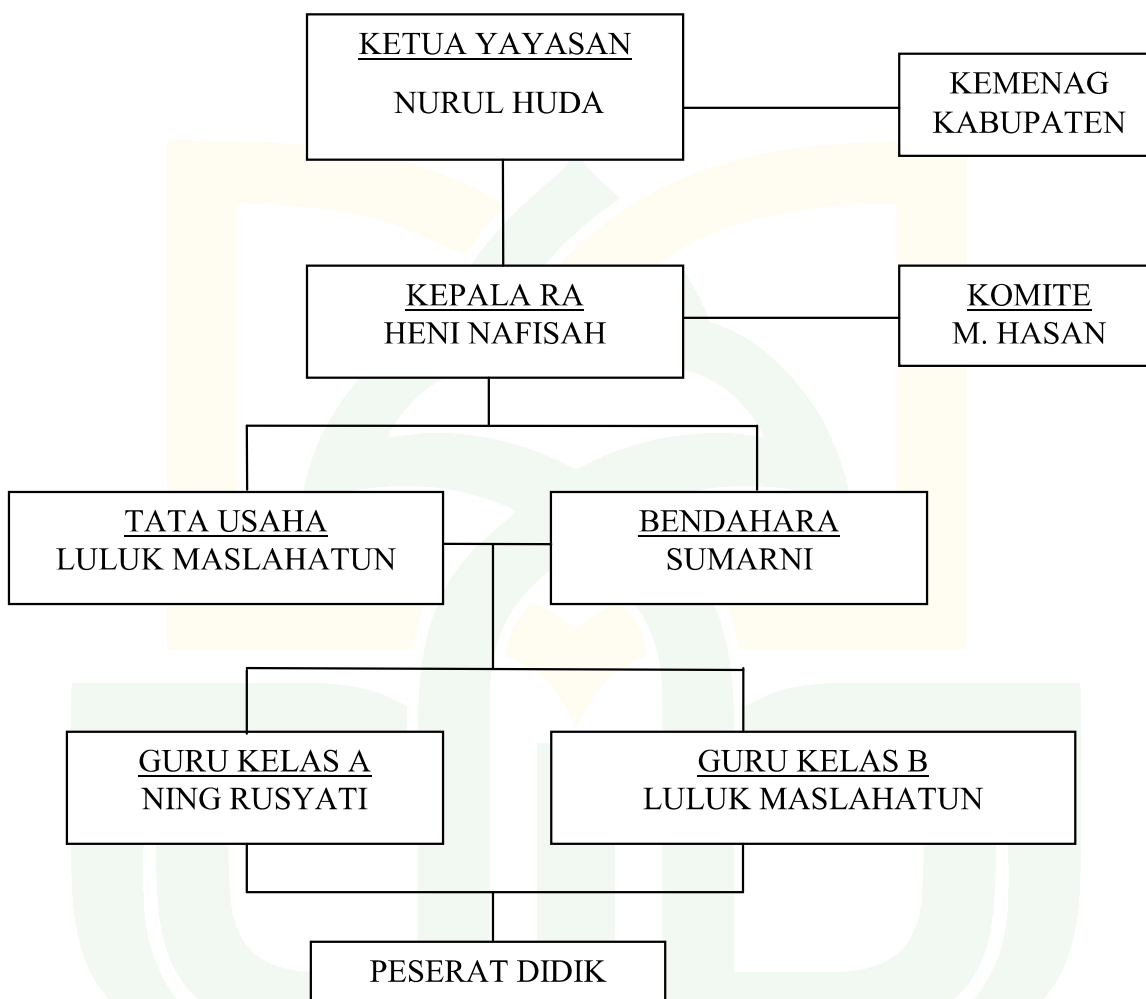 KETUA YAYASAN
NURUL HUDA
KEMENAG
KABUPATEN
KEPALA RA
HENI NAFISAH
KOMITE
M. HASAN
TATA USAHA
LULUK MASLAHATUN
BENDAHARA
SUMARNI
GURU KELAS A
NING RUSYATI
GURU KELAS B
LULUK MASLAHATUN
PESERAT DIDIK